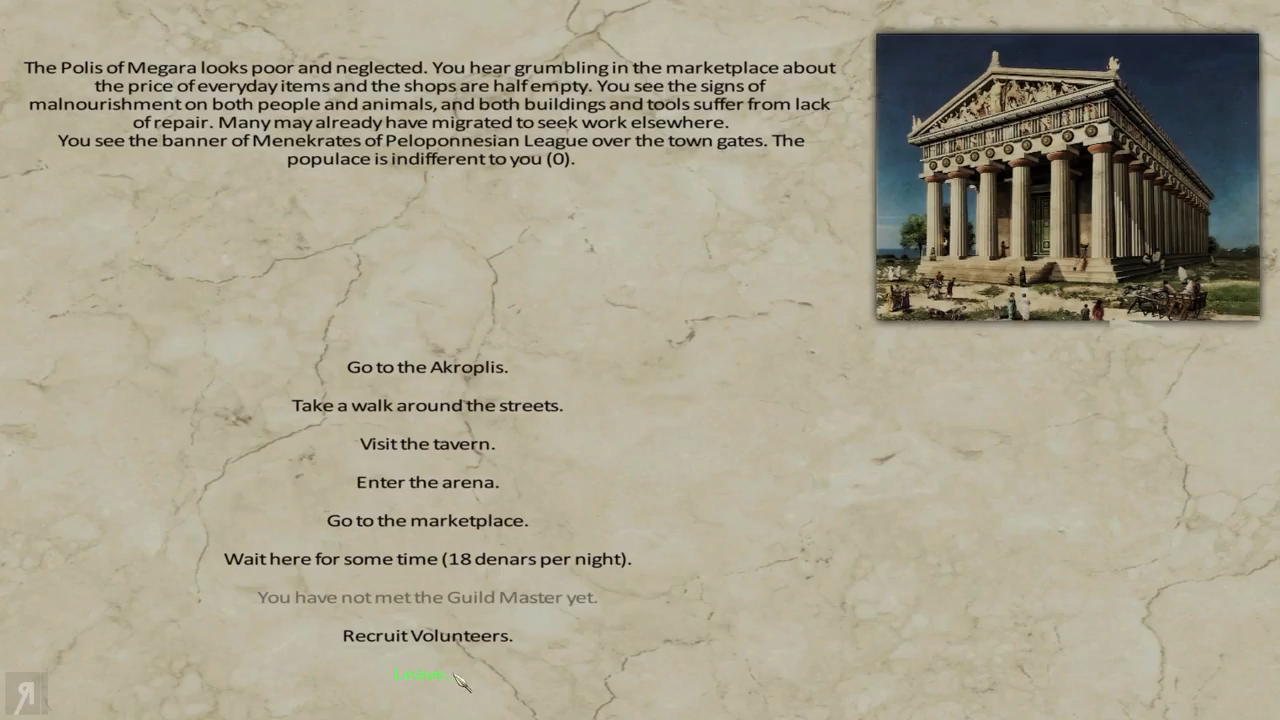 The Polis of Megara looks poor and neglected. You hear grumbling in the marketplace about
the price of everyday items and the shops are half empty. You see the signs of
malnourishment on both people and animals, and both buildings and tools suffer from lack
of repair. Many may already have migrated to seek work elsewhere.
You see the banner of Menekrates of Peloponnesian League over the town gates. The
populace is indifferent to you (0).
Go to the Akroplis.
Take a walk around the streets.
Visit the tavern.
Enter the arena.
Go to the marketplace.
Wait here for some time (18 denars per night).
You have not met the Guild Master yet.
Recruit Volunteers.
Leave.